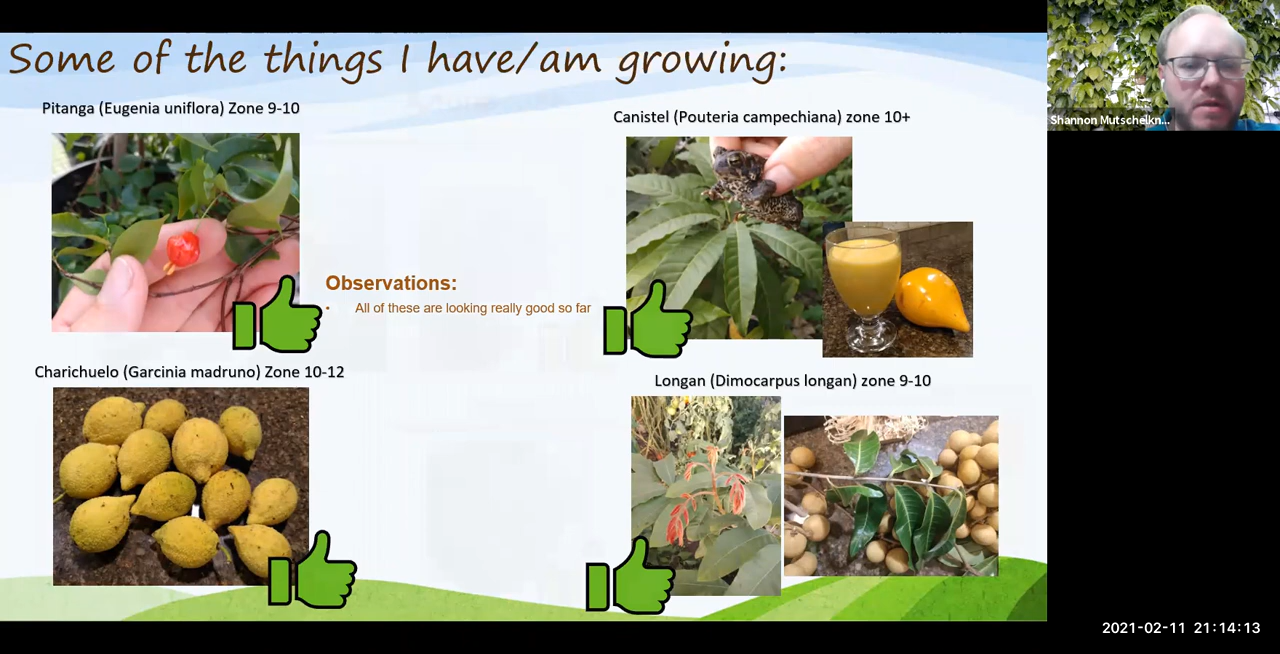 Some of the things I have/am growing:
Pitanga (Eugenia uniflora) Zone 9-10
Canistel (Pouteria campechiana) zone 10+
Shannon Mutschelkn...
Observations:
• All of these are looking really good so far
Charichuelo (Garcinia madruno) Zone 10-12
Longan (Dimocarpus longan) zone 9-10
2021-02-11 21:14:13